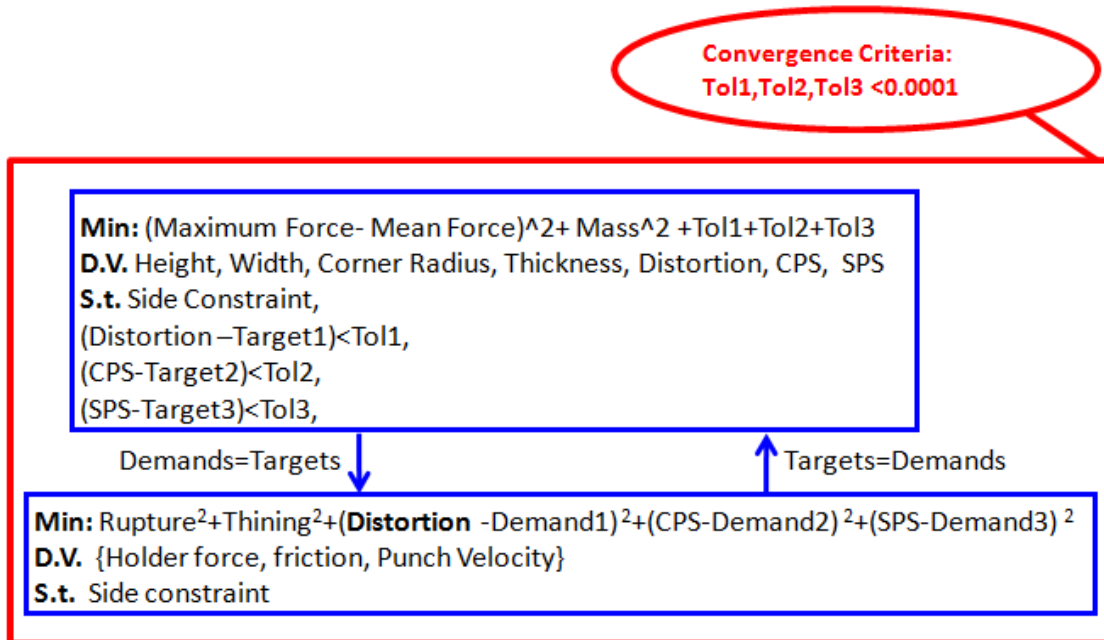 Convergence Criteria:
Tol1,Tol2,Tol3 <0.0001
Min: (Maximum Force- Mean Force)^2+ Mass^2 +Tol1+Tol2+Tol3
D.V. Height, Width, Corner Radius, Thickness, Distortion, CPS, SPS
S.t. Side Constraint,
(Distortion –Target1)<Tol1,
(CPS-Target2)<Tol2,
(SPS-Target3)<Tol3,
Demands=Targets
Targets=Demands
Min: Rupture²+Thining²+(Distortion -Demand1)²+(CPS-Demand2)²+(SPS-Demand3)²
D.V. {Holder force, friction, Punch Velocity}
S.t. Side constraint